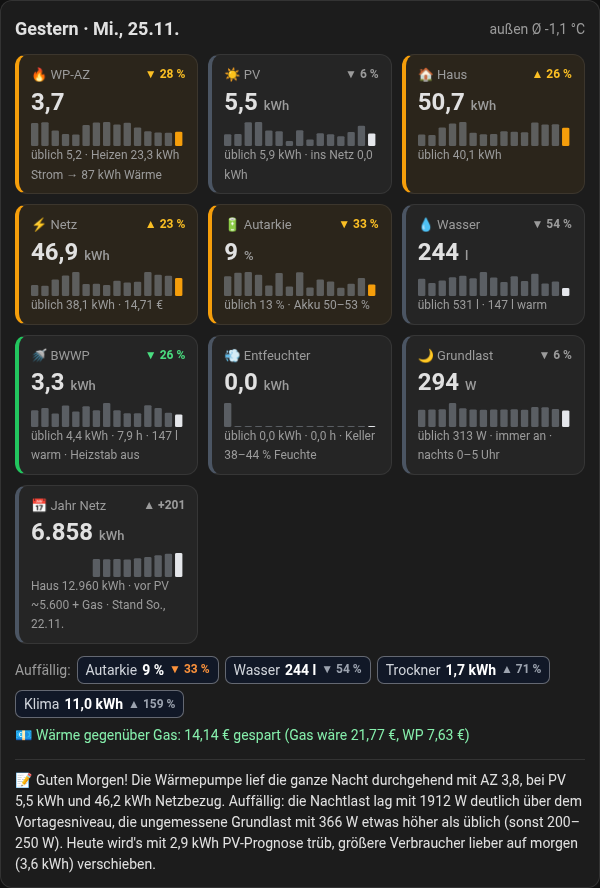 Gestern · Mi., 25.11.
außen Ø -1,1 °C
🔥 WP-AZ ▼ 28 %
3,7
üblich 5,2 · Heizen 23,3 kWh
Strom → 87 kWh Wärme
☀️ PV ▼ 6 %
5,5 kWh
üblich 5,9 kWh · ins Netz 0,0
kWh
🏠 Haus ▲ 26 %
50,7 kWh
üblich 40,1 kWh
⚡ Netz ▲ 23 %
46,9 kWh
üblich 38,1 kWh · 14,71 €
🔋 Autarkie ▼ 33 %
9 %
üblich 13 % · Akku 50–53 %
💧 Wasser ▼ 54 %
244 l
üblich 531 l · 147 l warm
🚿 BWWP ▼ 26 %
3,3 kWh
üblich 4,4 kWh · 7,9 h · 147 l
warm · Heizstab aus
💨 Entfeuchter
0,0 kWh
üblich 0,0 kWh · 0,0 h · Keller
38–44 % Feuchte
🌙 Grundlast ▼ 6 %
294 W
üblich 313 W · immer an ·
nachts 0–5 Uhr
📅 Jahr Netz ▲ +201
6.858 kWh
Haus 12.960 kWh · vor PV
~5.600 + Gas · Stand So.,
22.11.
Auffällig: Autarkie 9 % ▼ 33 % Wasser 244 l ▼ 54 % Trockner 1,7 kWh ▲ 71 %
Klima 11,0 kWh ▲ 159 %
💶 Wärme gegenüber Gas: 14,14 € gespart (Gas wäre 21,77 €, WP 7,63 €)
📝 Guten Morgen! Die Wärmepumpe lief die ganze Nacht durchgehend mit AZ 3,8, bei PV
5,5 kWh und 46,2 kWh Netzbezug. Auffällig: die Nachtlast lag mit 1912 W deutlich über dem
Vortagesniveau, die ungemessene Grundlast mit 366 W etwas höher als üblich (sonst 200–
250 W). Heute wird's mit 2,9 kWh PV-Prognose trüb, größere Verbraucher lieber auf morgen
(3,6 kWh) verschieben.